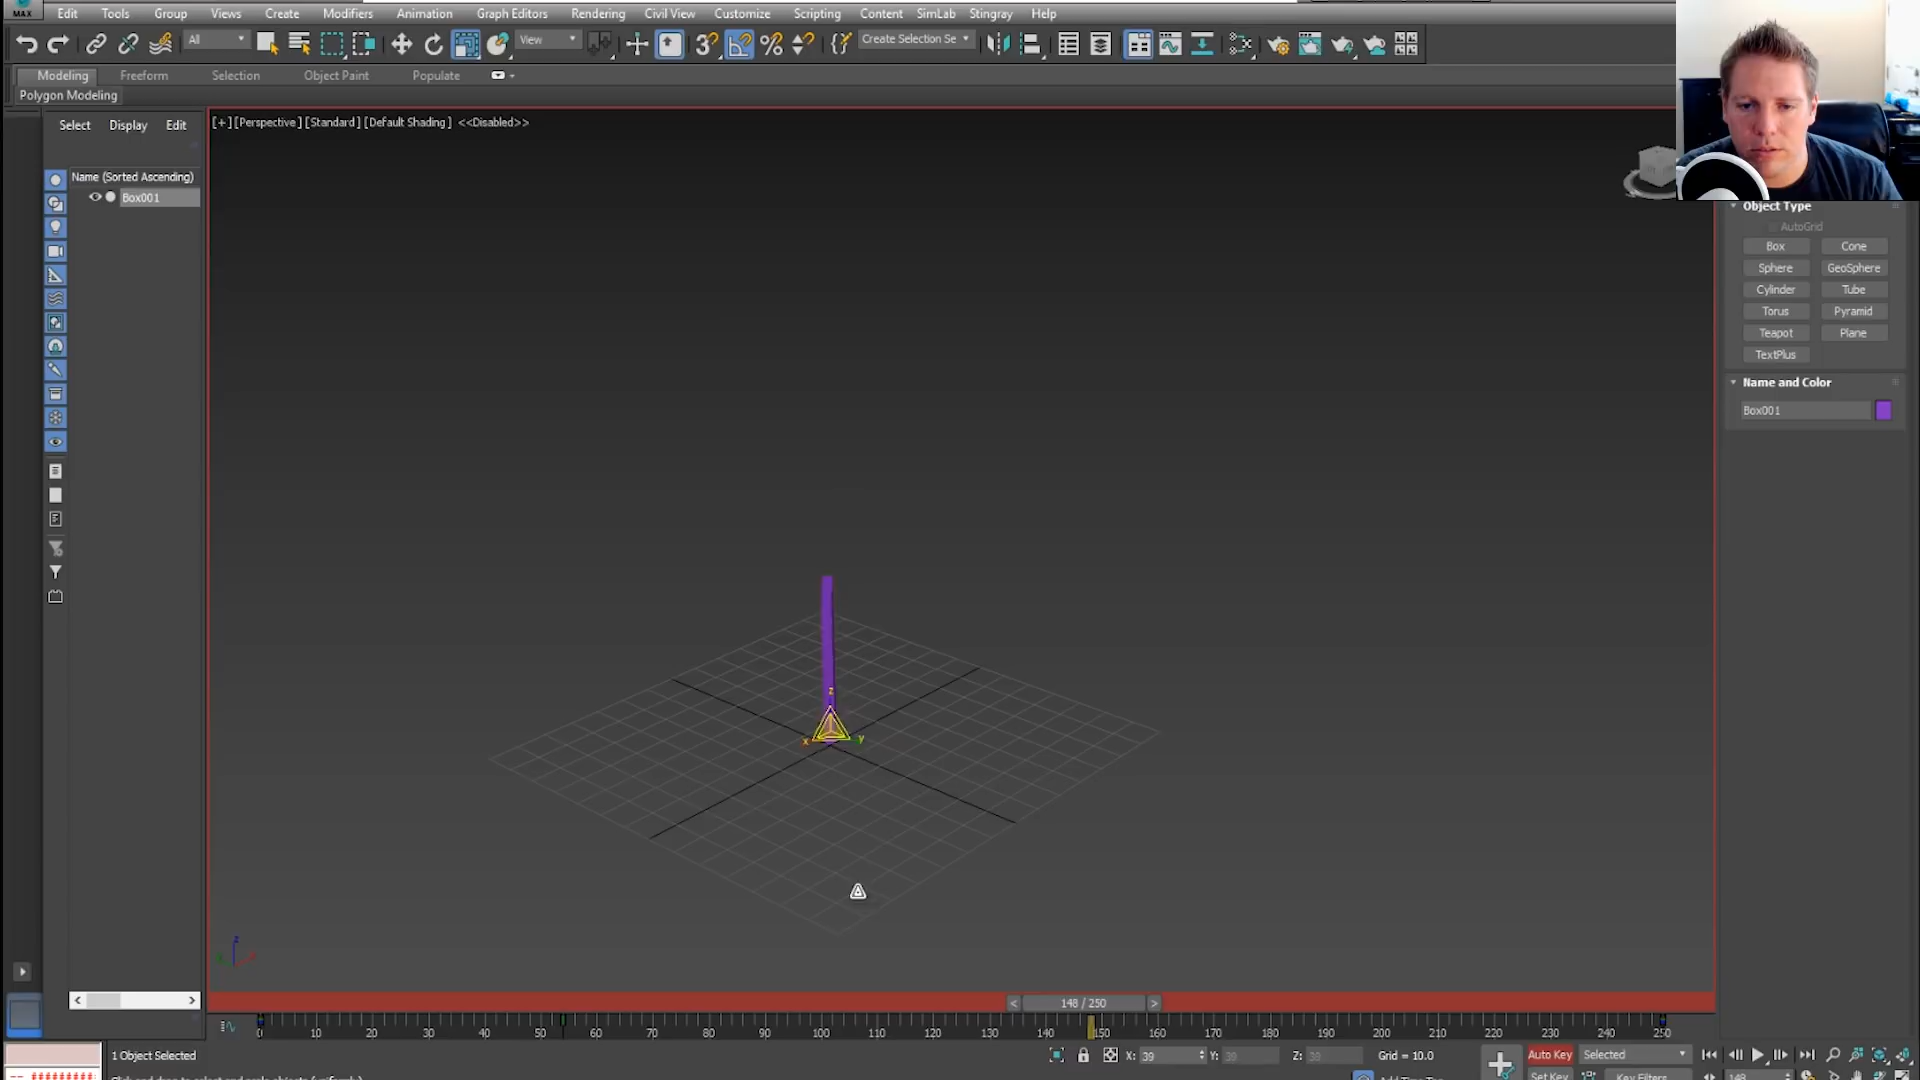 MAX Edit Tools Group Views Create Modifiers Animation Graph Editors Rendering Civil View Customize Scripting Content SimLab Stingray Help
All View Create Selection Se
Modeling Freeform Selection Object Paint Populate
Polygon Modeling
Select Display Edit
[+] [Perspective] [Standard] [Default Shading] <<Disabled>>
Name (Sorted Ascending)
Box001
Object Type
AutoGrid
Box Cone
Sphere GeoSphere
Cylinder Tube
Torus Pyramid
Teapot Plane
TextPlus
Name and Color
Box001
z
x y
z
< 148 / 250 >
0 10 20 30 40 50 60 70 80 90 100 110 120 130 140 150 160 170 180 190 200 210 220 230 240 250
1 Object Selected X: 39 Y: 39 Z: 39 Grid = 10.0 Auto Key Selected
Set Key Key Filters 148